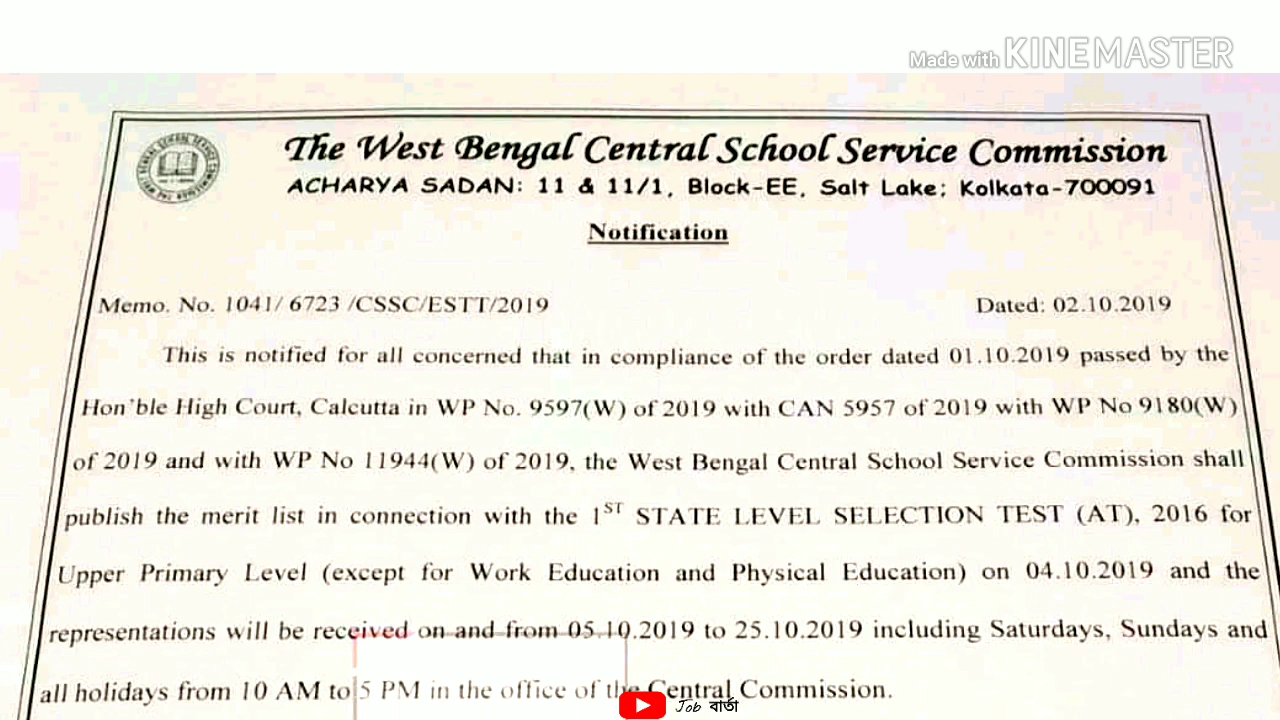 Made with KINEMASTER
The West Bengal Central School Service Commission
ACHARYA SADAN: 11 & 11/1, Block-EE, Salt Lake; Kolkata-700091
Notification
Memo. No. 1041/ 6723 /CSSC/ESTT/2019 Dated: 02.10.2019
This is notified for all concerned that in compliance of the order dated 01.10.2019 passed by the
Hon'ble High Court, Calcutta in WP No. 9597(W) of 2019 with CAN 5957 of 2019 with WP No 9180(W)
of 2019 and with WP No 11944(W) of 2019, the West Bengal Central School Service Commission shall
publish the merit list in connection with the 1ST STATE LEVEL SELECTION TEST (AT), 2016 for
Upper Primary Level (except for Work Education and Physical Education) on 04.10.2019 and the
representations will be received on and from 05.10.2019 to 25.10.2019 including Saturdays, Sundays and
all holidays from 10 AM to 5 PM in the office of the Central Commission.
Job বার্তা